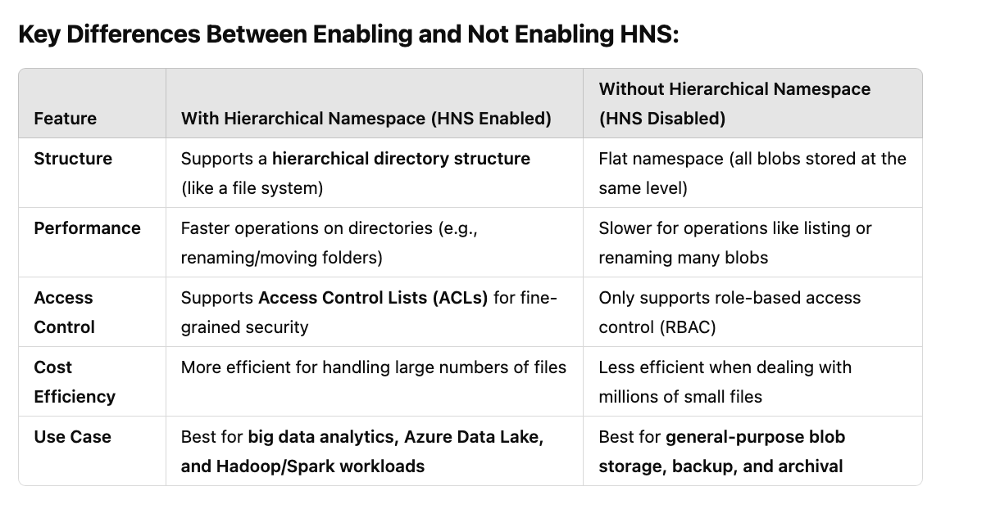 Key Differences Between Enabling and Not Enabling HNS:
Feature
With Hierarchical Namespace (HNS Enabled)
Without Hierarchical Namespace
(HNS Disabled)
Structure
Supports a hierarchical directory structure
(like a file system)
Flat namespace (all blobs stored at the
same level)
Performance
Faster operations on directories (e.g.,
renaming/moving folders)
Slower for operations like listing or
renaming many blobs
Access
Control
Supports Access Control Lists (ACLs) for fine-
grained security
Only supports role-based access
control (RBAC)
Cost
Efficiency
More efficient for handling large numbers of files
Less efficient when dealing with
millions of small files
Use Case
Best for big data analytics, Azure Data Lake,
and Hadoop/Spark workloads
Best for general-purpose blob
storage, backup, and archival